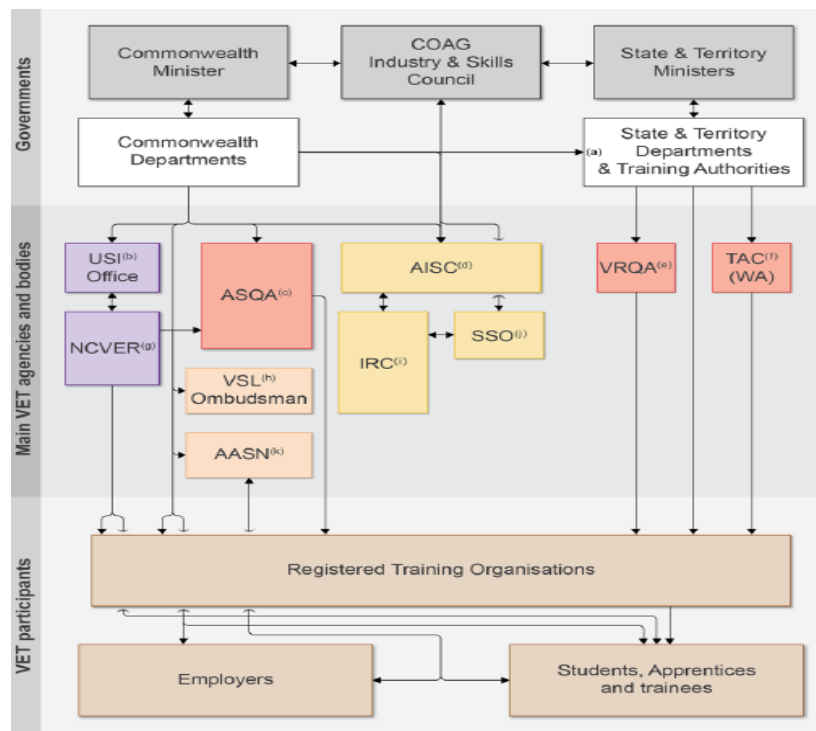 Governments
Commonwealth
Minister
COAG
Industry & Skills
Council
State & Territory
Ministers
Commonwealth
Departments
(a)
State & Territory
Departments
& Training Authorities
Main VET agencies and bodies
USI(b)
Office
ASQA(c)
AISC(d)
VRQA(e)
TAC(f)
(WA)
NCVER(g)
IRC(i)
SSO(j)
VSL(h)
Ombudsman
AASN(k)
VET participants
Registered Training Organisations
Employers
Students, Apprentices
and trainees